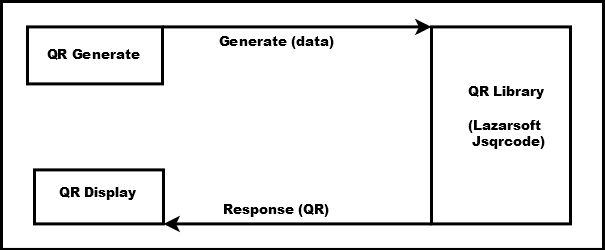 QR Generate
Generate (data)
QR Library
(Lazarsoft
Jsqrcode)
QR Display
Response (QR)